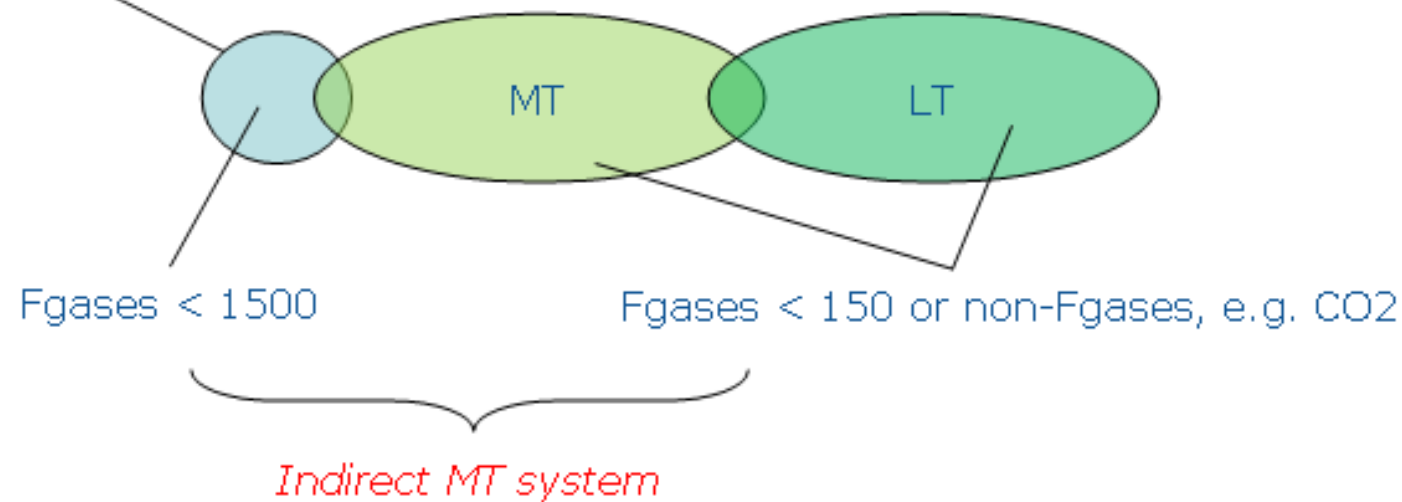 MT
LT
Fgases < 1500
Fgases < 150 or non-Fgases, e.g. CO2
Indirect MT system